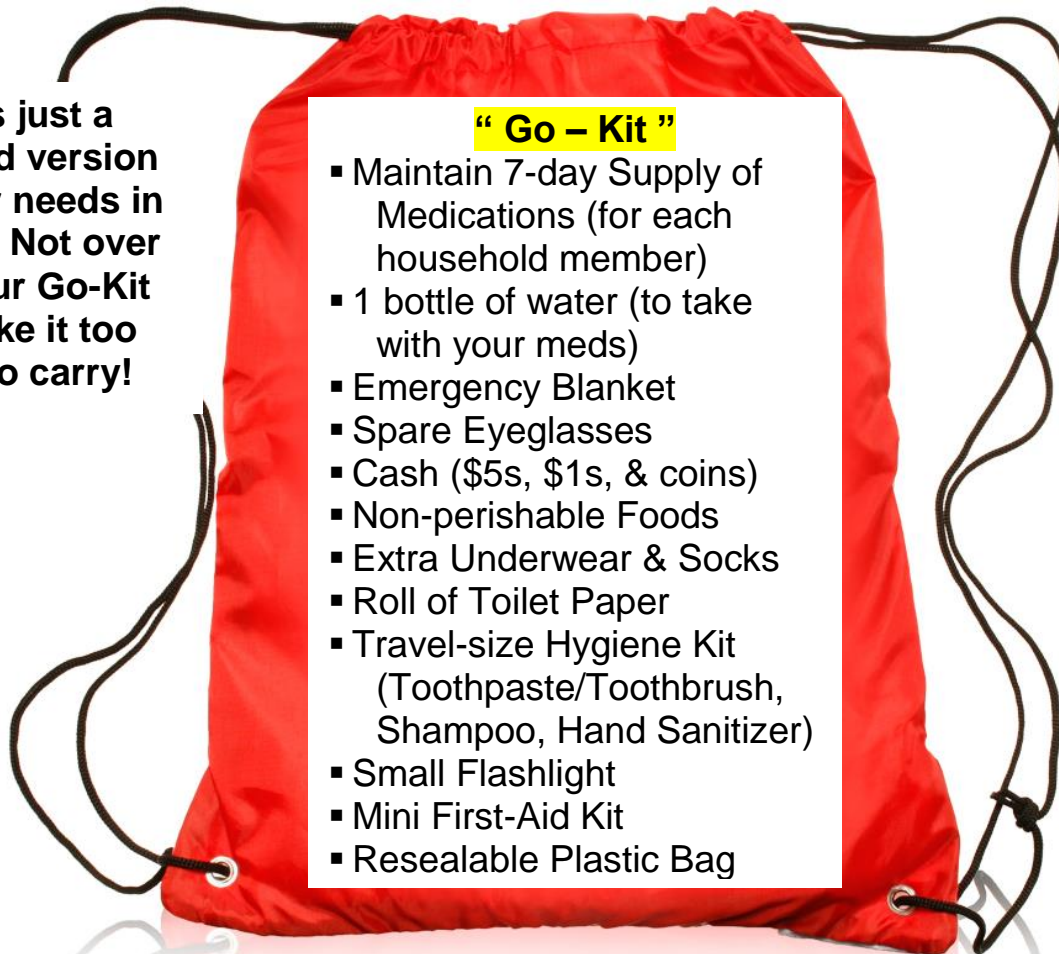 s just a
d version
needs in
Not over
ur Go-Kit
ke it too
o carry!
“ Go – Kit ”
▪ Maintain 7-day Supply of
Medications (for each
household member)
▪ 1 bottle of water (to take
with your meds)
▪ Emergency Blanket
▪ Spare Eyeglasses
▪ Cash ($5s, $1s, & coins)
▪ Non-perishable Foods
▪ Extra Underwear & Socks
▪ Roll of Toilet Paper
▪ Travel-size Hygiene Kit
(Toothpaste/Toothbrush,
Shampoo, Hand Sanitizer)
▪ Small Flashlight
▪ Mini First-Aid Kit
▪ Resealable Plastic Bag